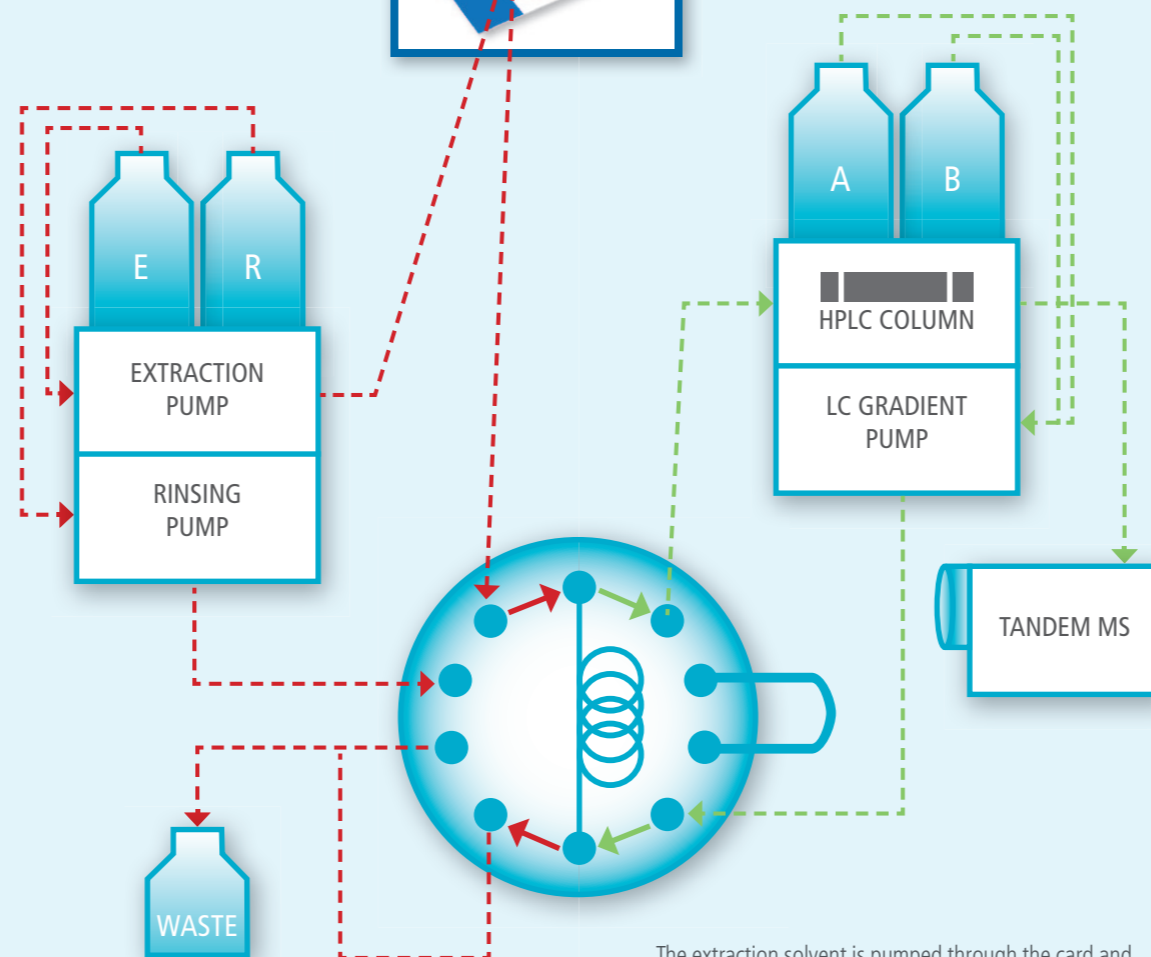 A
B
E
R
HPLC COLUMN
EXTRACTION
PUMP
LC GRADIENT
PUMP
RINSING
PUMP
TANDEM MS
WASTE
The extraction solvent is pumped through the card and